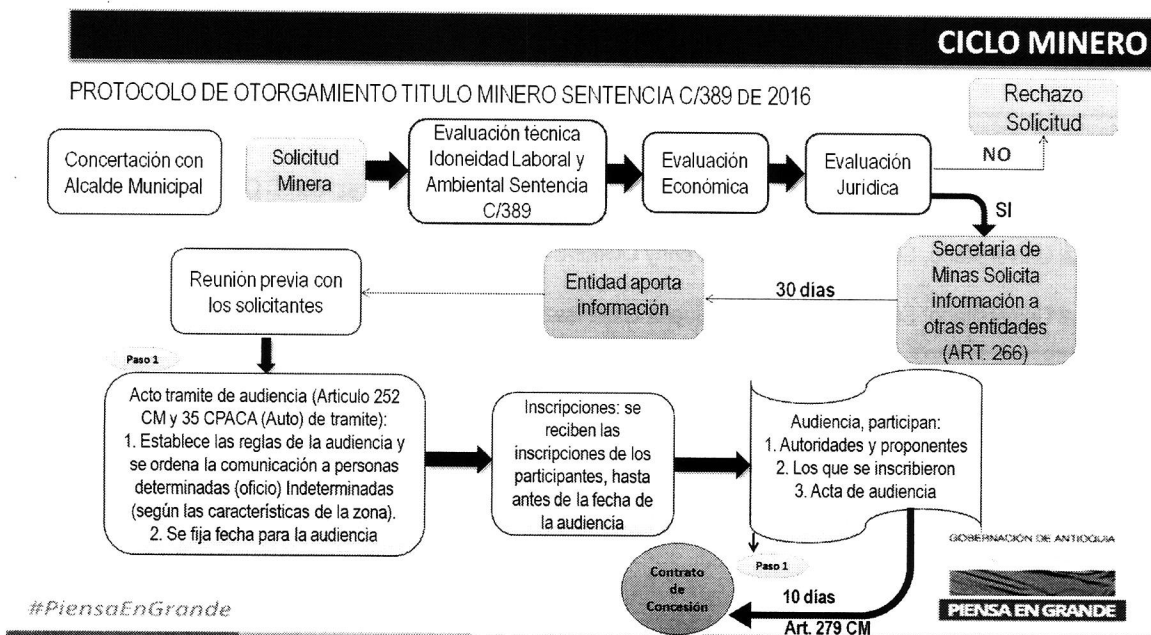 CICLO MINERO
PROTOCOLO DE OTORGAMIENTO TITULO MINERO SENTENCIA C/389 DE 2016
Rechazo
Solicitud
Concertación con
Alcalde Municipal
Solicitud
Minera
Evaluación técnica
Idoneidad Laboral y
Ambiental Sentencia
C/389
Evaluación
Económica
Evaluación
Jurídica
NO
SI
Secretaría de
Minas Solicita
información a
otras entidades
(ART. 266)
30 días
Entidad aporta
información
Reunión previa con
los solicitantes
Paso 1
Acto tramite de audiencia (Articulo 252
CM y 35 CPACA (Auto) de tramite):
1. Establece las reglas de la audiencia y
se ordena la comunicación a personas
determinadas (oficio) Indeterminadas
(según las características de la zona).
2. Se fija fecha para la audiencia
Inscripciones: se
reciben las
inscripciones de los
participantes, hasta
antes de la fecha de
la audiencia
Audiencia, participan:
1. Autoridades y proponentes
2. Los que se inscribieron
3. Acta de audiencia
Paso 1
Contrato
de
Concesión
10 días
Art. 279 CM
GOBERNACIÓN DE ANTIOQUIA
PIENSA EN GRANDE
#PiensaEnGrande